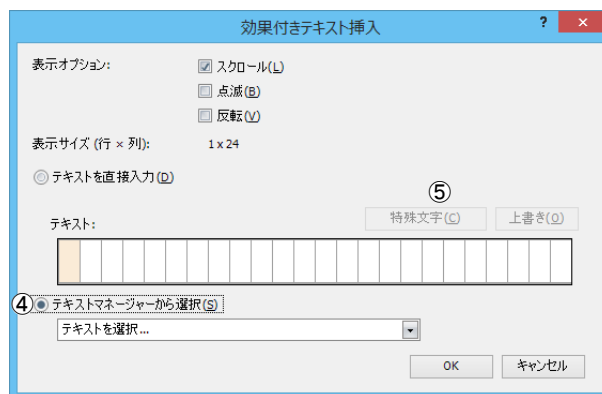 効果付きテキスト挿入
?
×
表示オプション:
スクロール(L)
点滅(B)
反転(V)
表示サイズ (行 × 列):
1 x 24
テキストを直接入力(D)
⑤
特殊文字(C)
上書き(O)
テキスト:
④
テキストマネージャーから選択(S)
テキストを選択...
OK
キャンセル